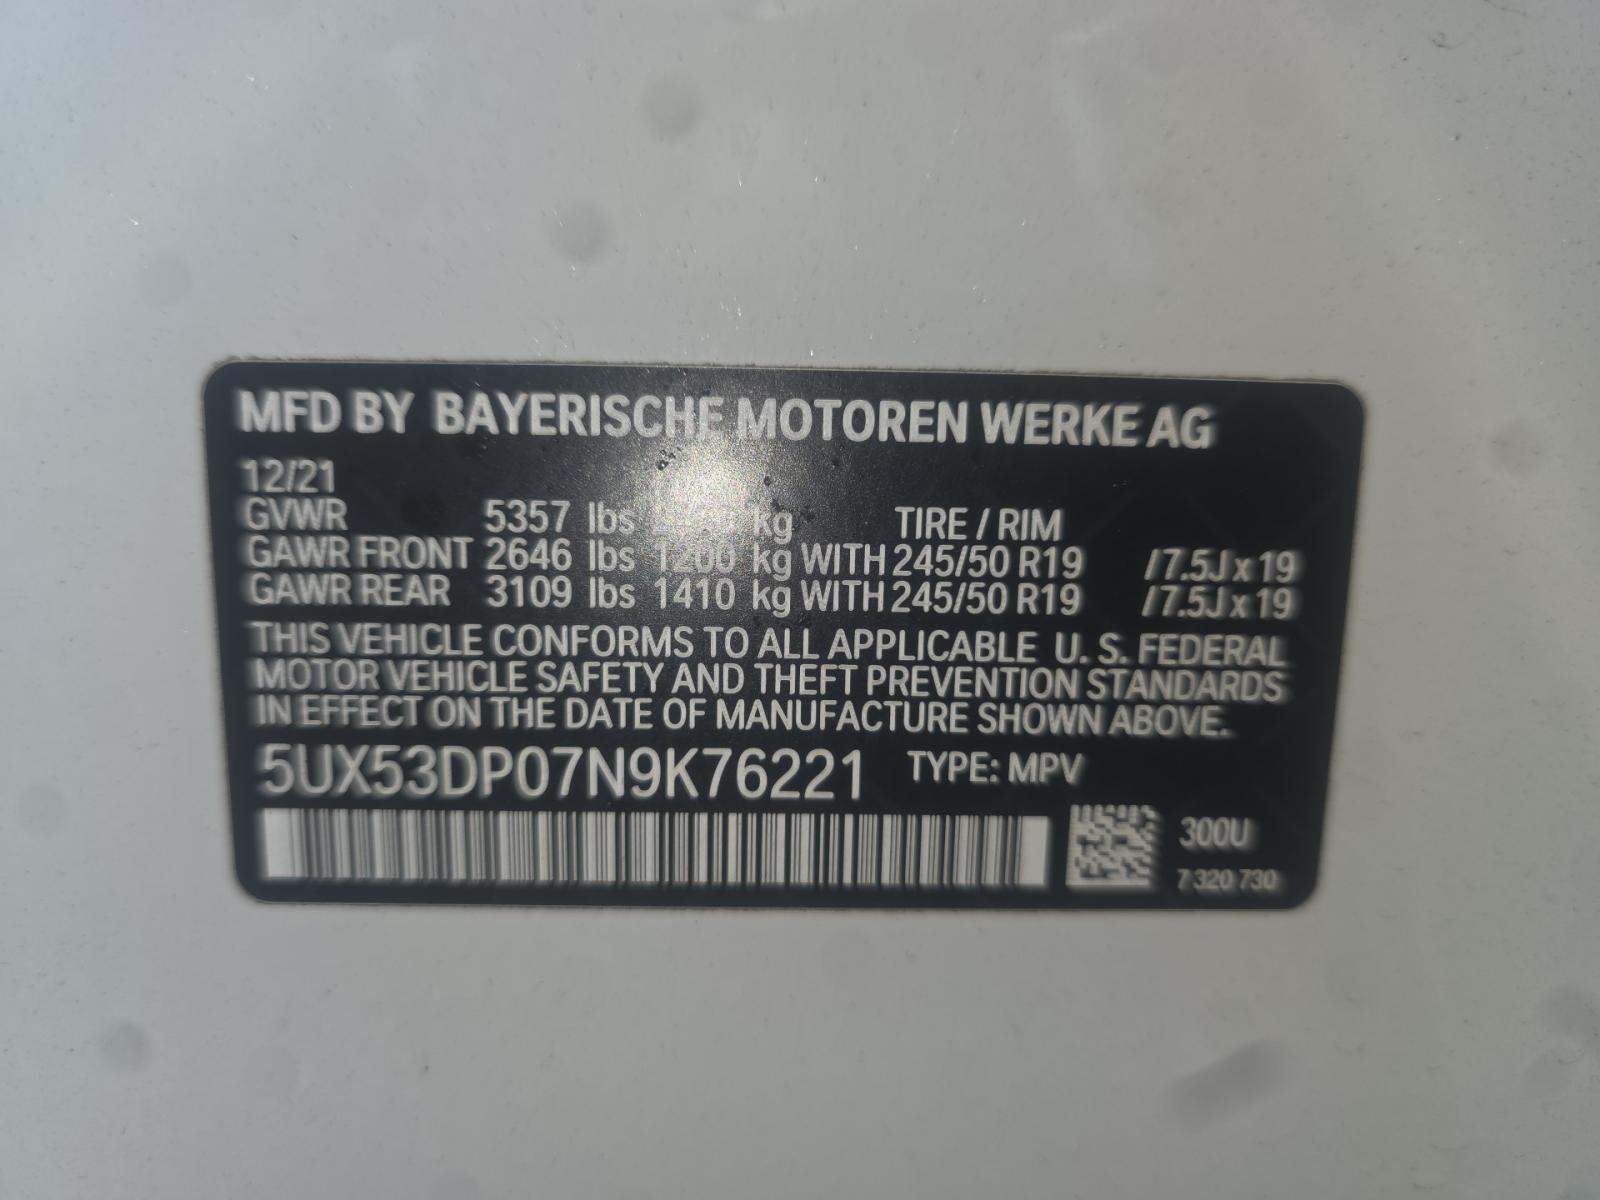 MFD BY BAYERISCHE MOTOREN WERKE AG
12/21
GVWR 5357 lbs kg TIRE / RIM
GAWR FRONT 2646 lbs 1200 kg WITH 245/50 R19 /7.5J x 19
GAWR REAR 3109 lbs 1410 kg WITH 245/50 R19 /7.5J x 19
THIS VEHICLE CONFORMS TO ALL APPLICABLE U. S. FEDERAL
MOTOR VEHICLE SAFETY AND THEFT PREVENTION STANDARDS
IN EFFECT ON THE DATE OF MANUFACTURE SHOWN ABOVE.
5UX53DP07N9K76221 TYPE: MPV
300U
7 320 730